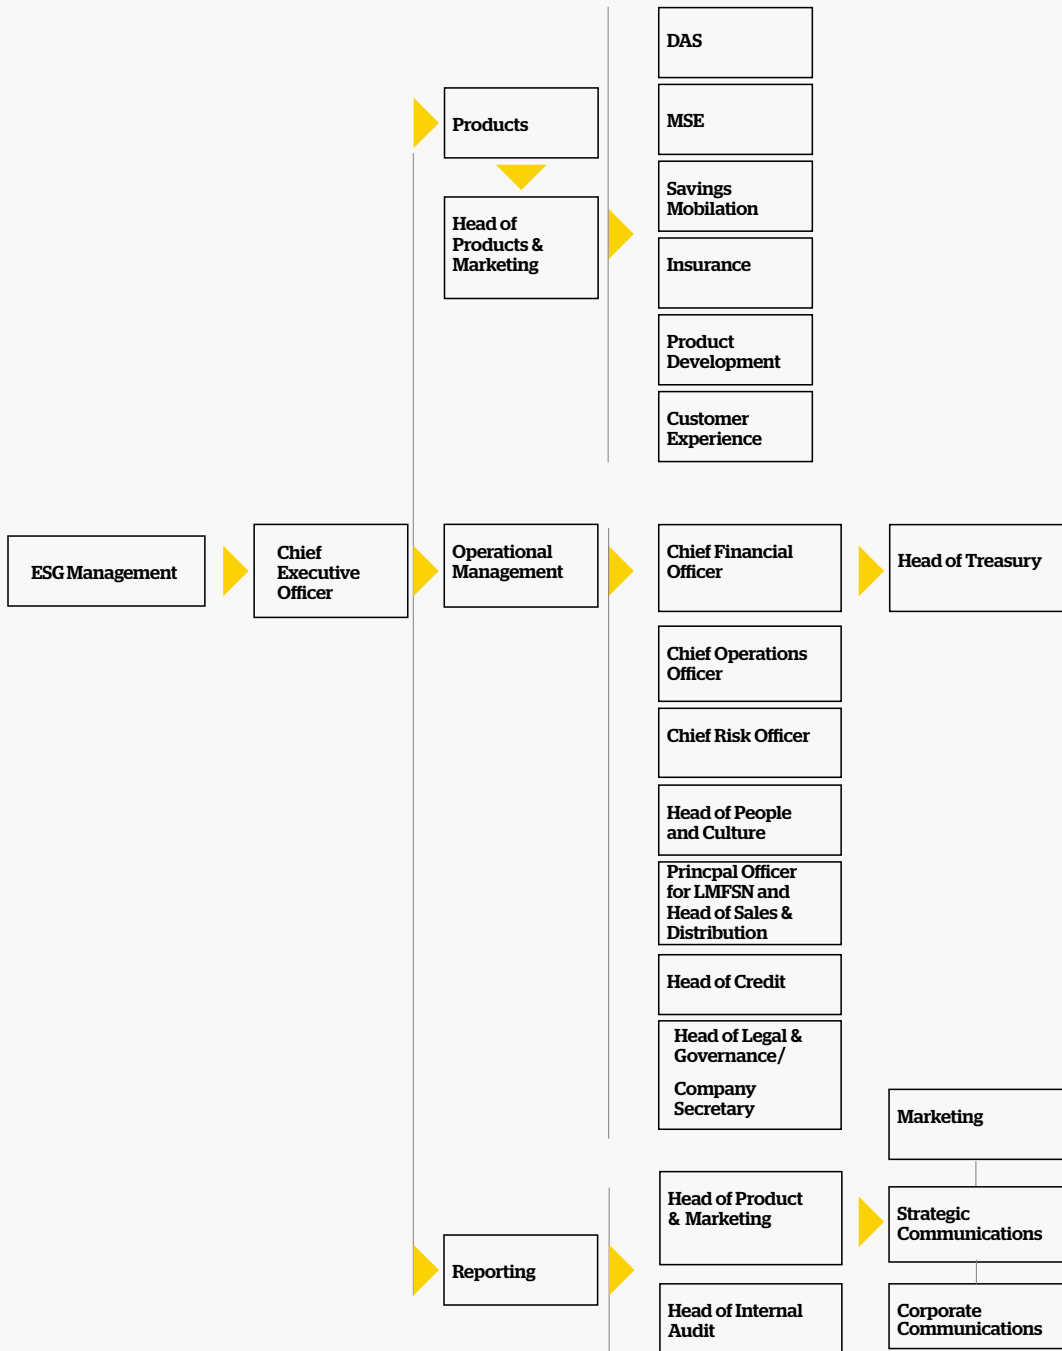 DAS
Products
MSE
Savings
Mobilation
Head of
Products &
Marketing
Insurance
Product
Development
Customer
Experience
ESG Management
Chief
Executive
Officer
Operational
Management
Chief Financial
Officer
Head of Treasury
Chief Operations
Officer
Chief Risk Officer
Head of People
and Culture
Princpal Officer
for LMFSN and
Head of Sales &
Distribution
Head of Credit
Head of Legal &
Governance/
Company
Secretary
Marketing
Head of Product
& Marketing
Strategic
Communications
Reporting
Head of Internal
Audit
Corporate
Communications